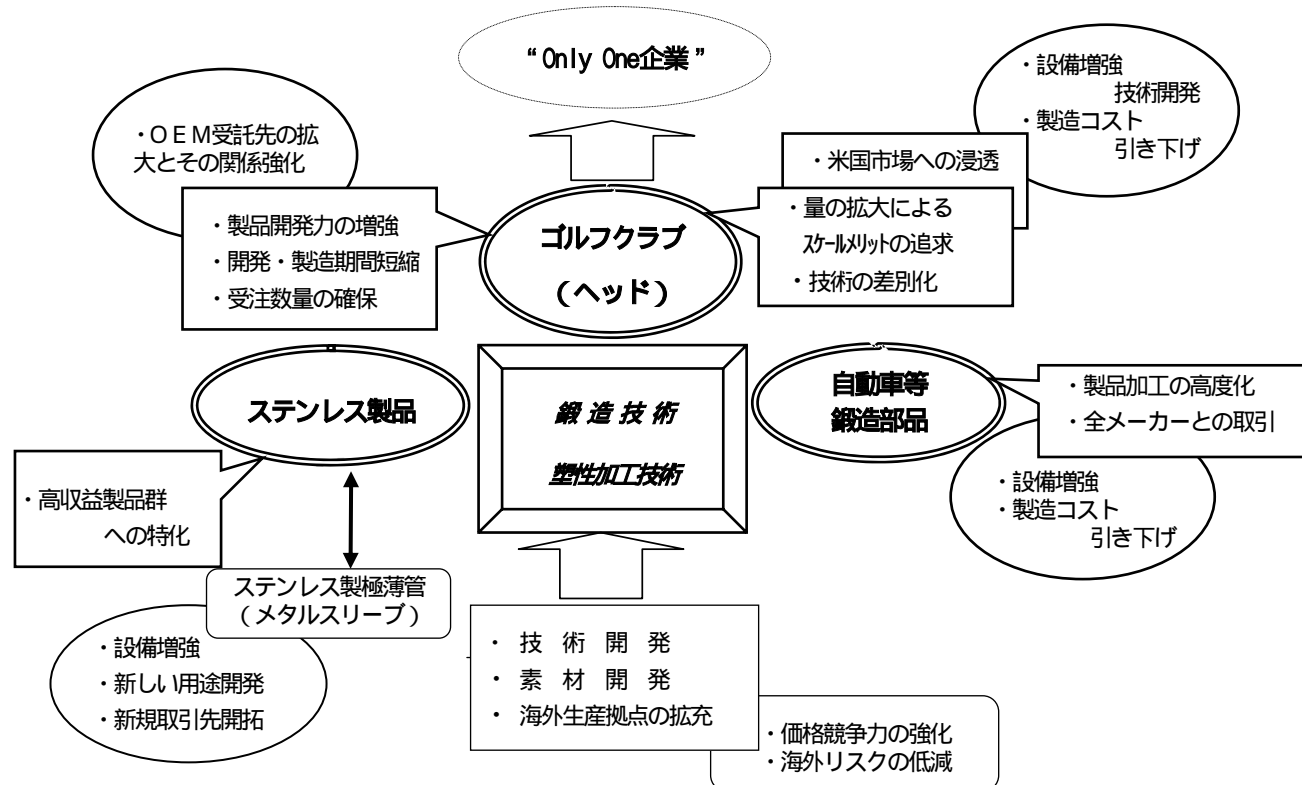 “Only One企業”
・OEM受託先の拡
大とその関係強化
・製品開発力の増強
・開発・製造期間短縮
・受注数量の確保
ゴルフクラブ
(ヘッド)
・米国市場への浸透
・量の拡大による
スケールメリットの追求
・技術の差別化
・設備増強
技術開発
・製造コスト
引き下げ
ステンレス製品
鍛造技術
塑性加工技術
自動車等
鍛造部品
・製品加工の高度化
・全メーカーとの取引
・設備増強
・製造コスト
引き下げ
・高収益製品群
への特化
ステンレス製極薄管
(メタルスリーブ)
・設備増強
・新しい用途開発
・新規取引先開拓
・技術開発
・素材開発
・海外生産拠点の拡充
・価格競争力の強化
・海外リスクの低減